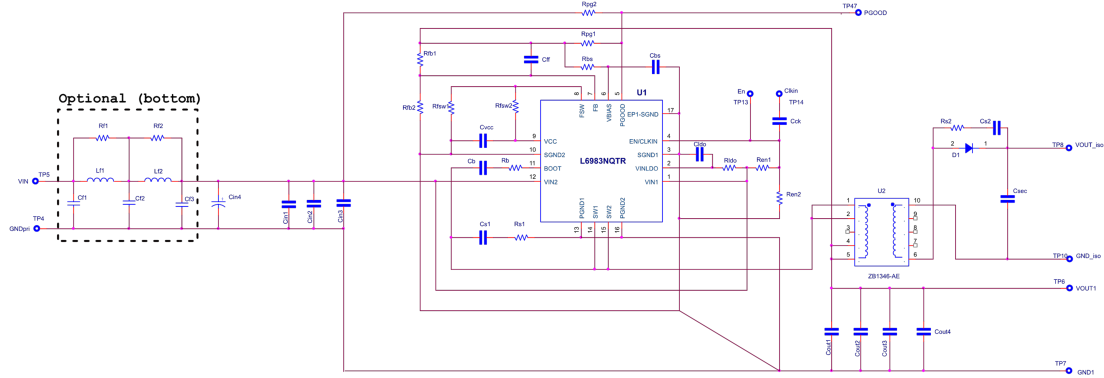 Rpg2
TP47
PGOOD
Rpg1
Rfb1
Cff
Rbs
Cbs
U1
En
TP13
Clkin
TP14
Rfb2
Rfsw1
Rfsw2
8
7
6
5
FSW
FB
VBIAS
PGOOD
EP1-SGND
17
Cck
Rs2
Cs2
Optional (bottom)
Rf1
Rf2
Cvcc
9
VCC
EN/CLKIN
4
2
D1
1
TP8
VOUT_iso
10
SGND2
SGND1
3
Cldo
Cb
Rb
11
BOOT
L6983NQTR
VINLDO
2
Rldo
Ren1
VIN
TP5
Lf1
Lf2
12
VIN2
VIN1
1
U2
Cf1
Cf2
Cf3
Cin4
Cin1
Cin2
Cin3
Ren2
Csec
TP4
GNDpri
Cs1
Rs1
PGND1
SW1
SW2
PGND2
13
14
15
16
1
2
3
4
5
10
9
8
7
6
ZB1346-AE
TP10
GND_iso
TP6
VOUT1
Cout1
Cout2
Cout3
Cout4
TP7
GND1